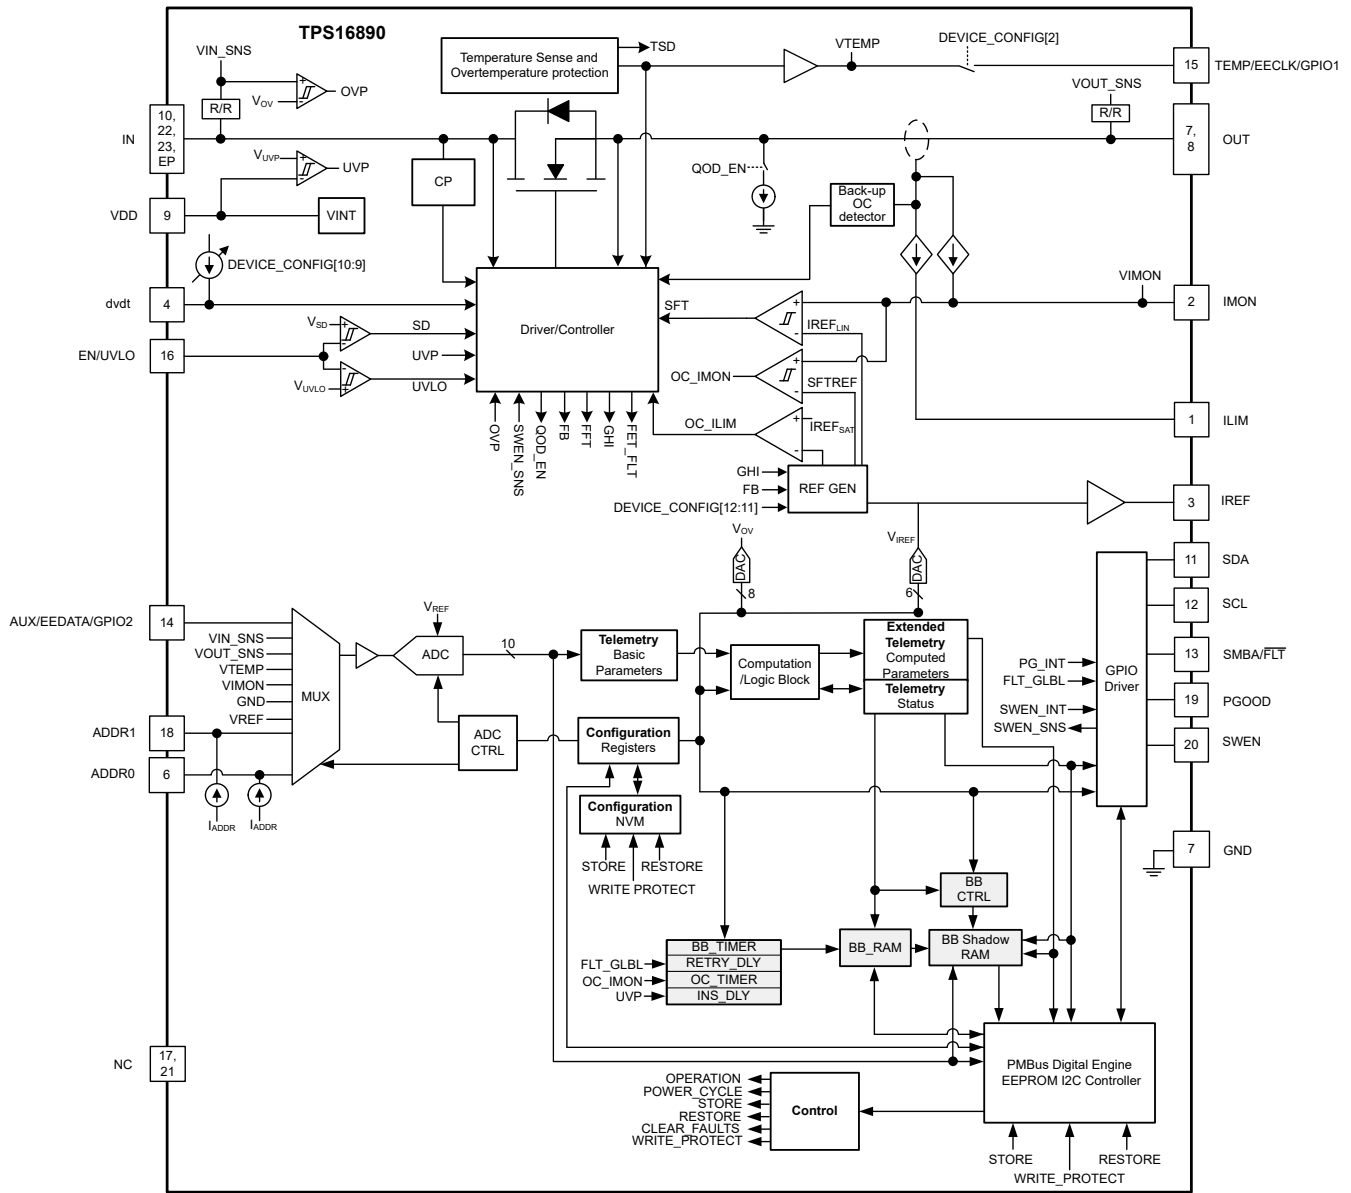 TPS16890
VIN_SNS
R/R
VOV
OVP
Temperature Sense and
Overtemperature protection
TSD
VTEMP
DEVICE_CONFIG[2]
15
TEMP/EECLK/GPIO1
VOUT_SNS
R/R
IN
10,
22,
23,
EP
7,
8
OUT
VUVP
UVP
CP
QOD_EN
Back-up
OC
detector
VDD
9
VINT
DEVICE_CONFIG[10:9]
dvdt
4
VIMON
2
IMON
EN/UVLO
16
VSD
SD
UVP
VUVLO
UVLO
Driver/Controller
SFT
IREFLIN
OC_IMON
SFTREF
OC_ILIM
IREFSAT
1
ILIM
OVP
SWEN_SNS
QOD_EN
FB
FFT
GHI
FET_FLT
GHI
FB
DEVICE_CONFIG[12:11]
REF GEN
3
IREF
VOV
DAC
8
VIREF
DAC
6
11
SDA
12
SCL
13
SMBA/FLT
19
PGOOD
20
SWEN
GPIO
Driver
PG_INT
FLT_GLBL
SWEN_INT
SWEN_SNS
AUX/EEDATA/GPIO2
14
VIN_SNS
VOUT_SNS
VTEMP
VIMON
GND
VREF
MUX
VREF
ADC
10
Telemetry
Basic
Parameters
Computation
/Logic Block
Extended
Telemetry
Computed
Parameters
Telemetry
Status
ADDR1
18
ADDR0
6
IADDR
IADDR
ADC
CTRL
Configuration
Registers
Configuration
NVM
STORE
RESTORE
WRITE PROTECT
7
GND
BB
CTRL
BB_TIMER
RETRY_DLY
OC_TIMER
INS_DLY
FLT_GLBL
OC_IMON
UVP
BB_RAM
BB Shadow
RAM
NC
17,
21
PMBus Digital Engine
EEPROM I2C Controller
OPERATION
POWER_CYCLE
STORE
RESTORE
CLEAR_FAULTS
WRITE_PROTECT
Control
STORE
RESTORE
WRITE_PROTECT